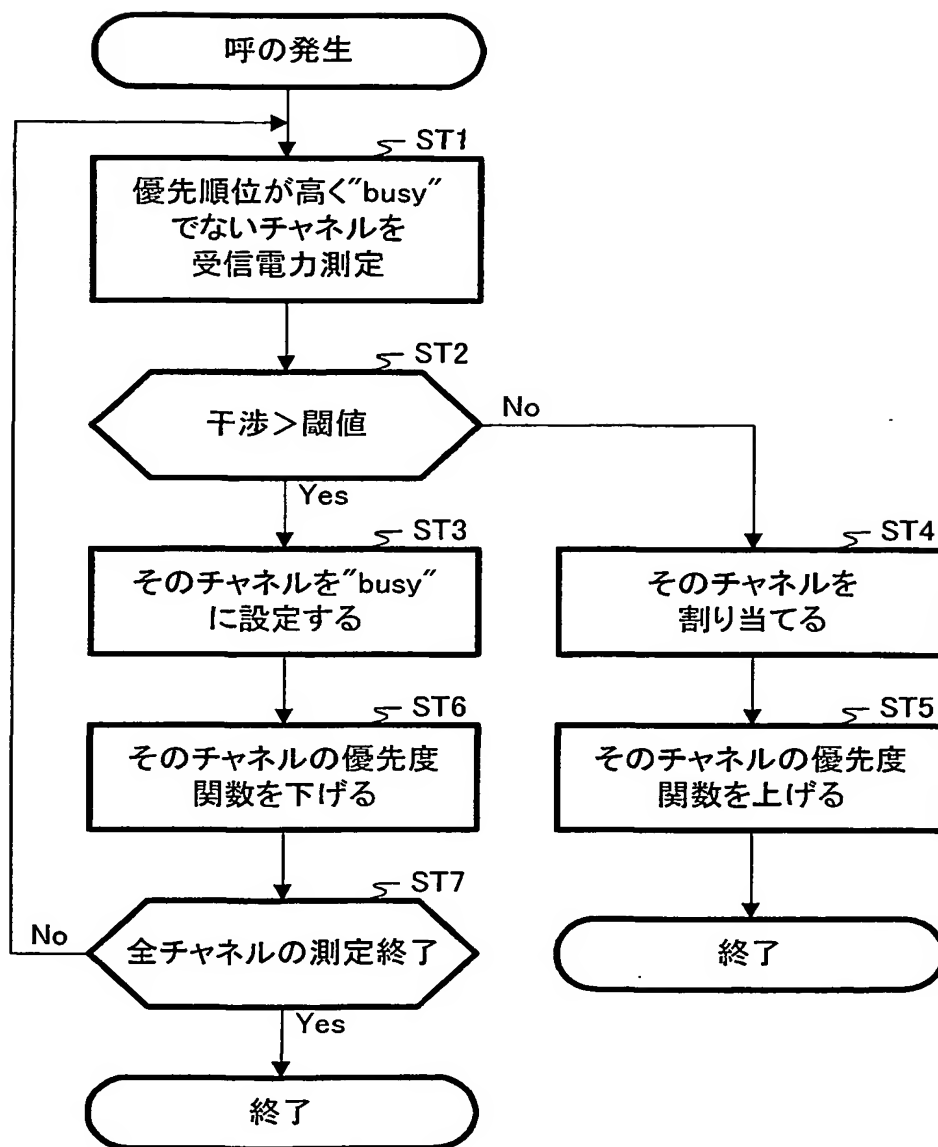 呼の発生
ST1
優先順位が高く"busy"
でないチャネルを
受信電力測定
ST2
干渉＞閾値
No
Yes
ST3
そのチャネルを"busy"
に設定する
ST4
そのチャネルを
割り当てる
ST6
そのチャネルの優先度
関数を下げる
ST5
そのチャネルの優先度
関数を上げる
ST7
全チャネルの測定終了
No
Yes
終了
終了